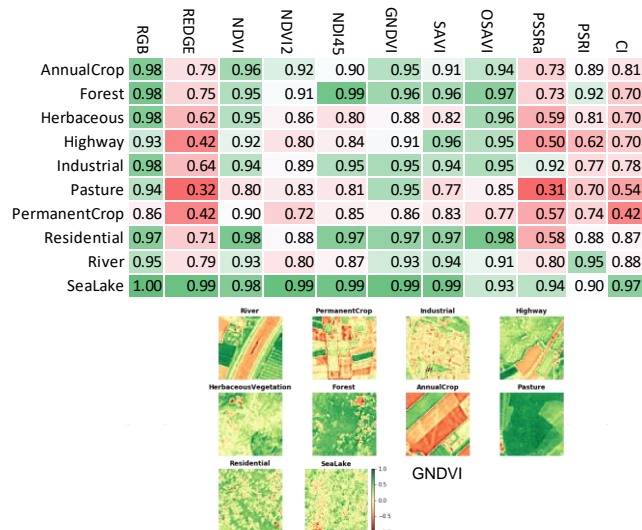 RGB REDGE NDVI NDVI2 NDI45 GNDVI SAVI OSAVI PSSRa PSRI CI
AnnualCrop 0.98 0.79 0.96 0.92 0.90 0.95 0.91 0.94 0.73 0.89 0.81
Forest 0.98 0.75 0.95 0.91 0.99 0.96 0.96 0.97 0.73 0.92 0.70
Herbaceous 0.98 0.62 0.95 0.86 0.80 0.88 0.82 0.96 0.59 0.81 0.70
Highway 0.93 0.42 0.92 0.80 0.84 0.91 0.96 0.95 0.50 0.62 0.70
Industrial 0.98 0.64 0.94 0.89 0.95 0.95 0.94 0.95 0.92 0.77 0.78
Pasture 0.94 0.32 0.80 0.83 0.81 0.95 0.77 0.85 0.31 0.70 0.54
PermanentCrop 0.86 0.42 0.90 0.72 0.85 0.86 0.83 0.77 0.57 0.74 0.42
Residential 0.97 0.71 0.98 0.88 0.97 0.97 0.97 0.98 0.58 0.88 0.87
River 0.95 0.79 0.93 0.80 0.87 0.93 0.94 0.91 0.80 0.95 0.88
SeaLake 1.00 0.99 0.98 0.99 0.99 0.99 0.99 0.93 0.94 0.90 0.97
River PermanentCrop Industrial Highway
HerbaceousVegetation Forest AnnualCrop Pasture
Residential SeaLake
GNDVI
1.0
0.5
0.0
−0.5